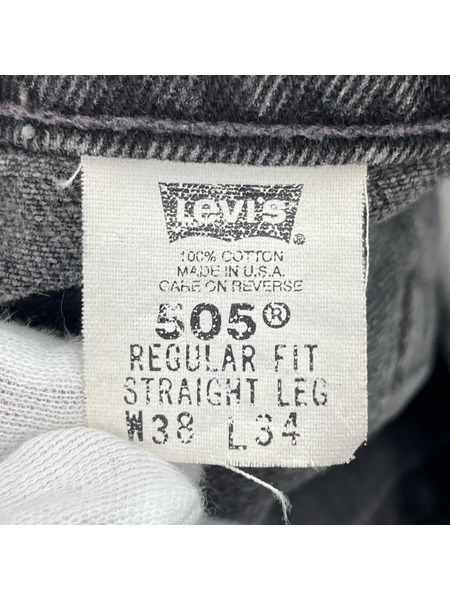 Levi's®
100% COTTON
MADE IN U.S.A.
CARE ON REVERSE
505®
REGULAR FIT
STRAIGHT LEG
W38 L34